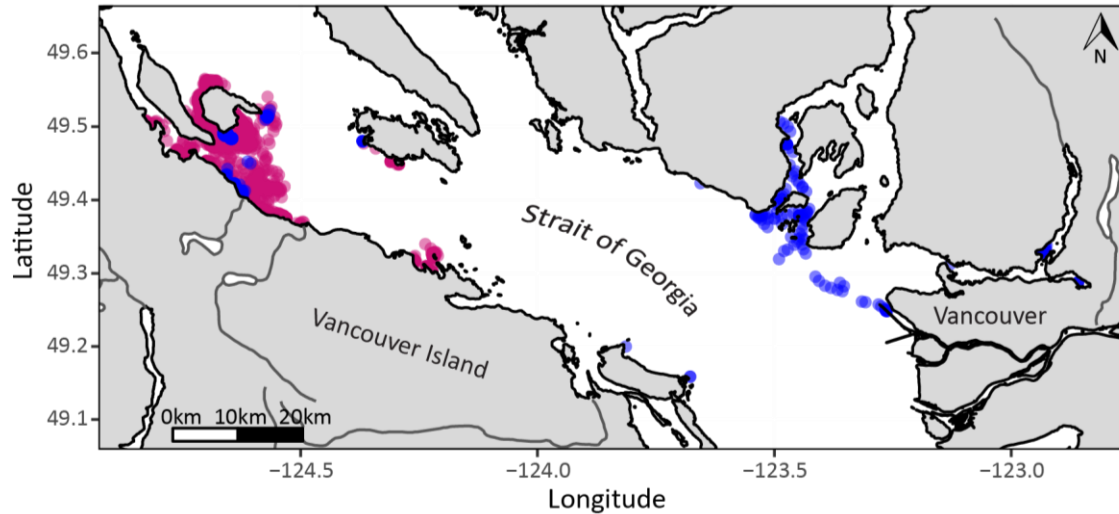 49.6
49.5
49.4
49.3
49.2
49.1
Latitude
N
Strait of Georgia
Vancouver Island
Vancouver
0km 10km 20km
−124.5 −124.0 −123.5 −123.0
Longitude